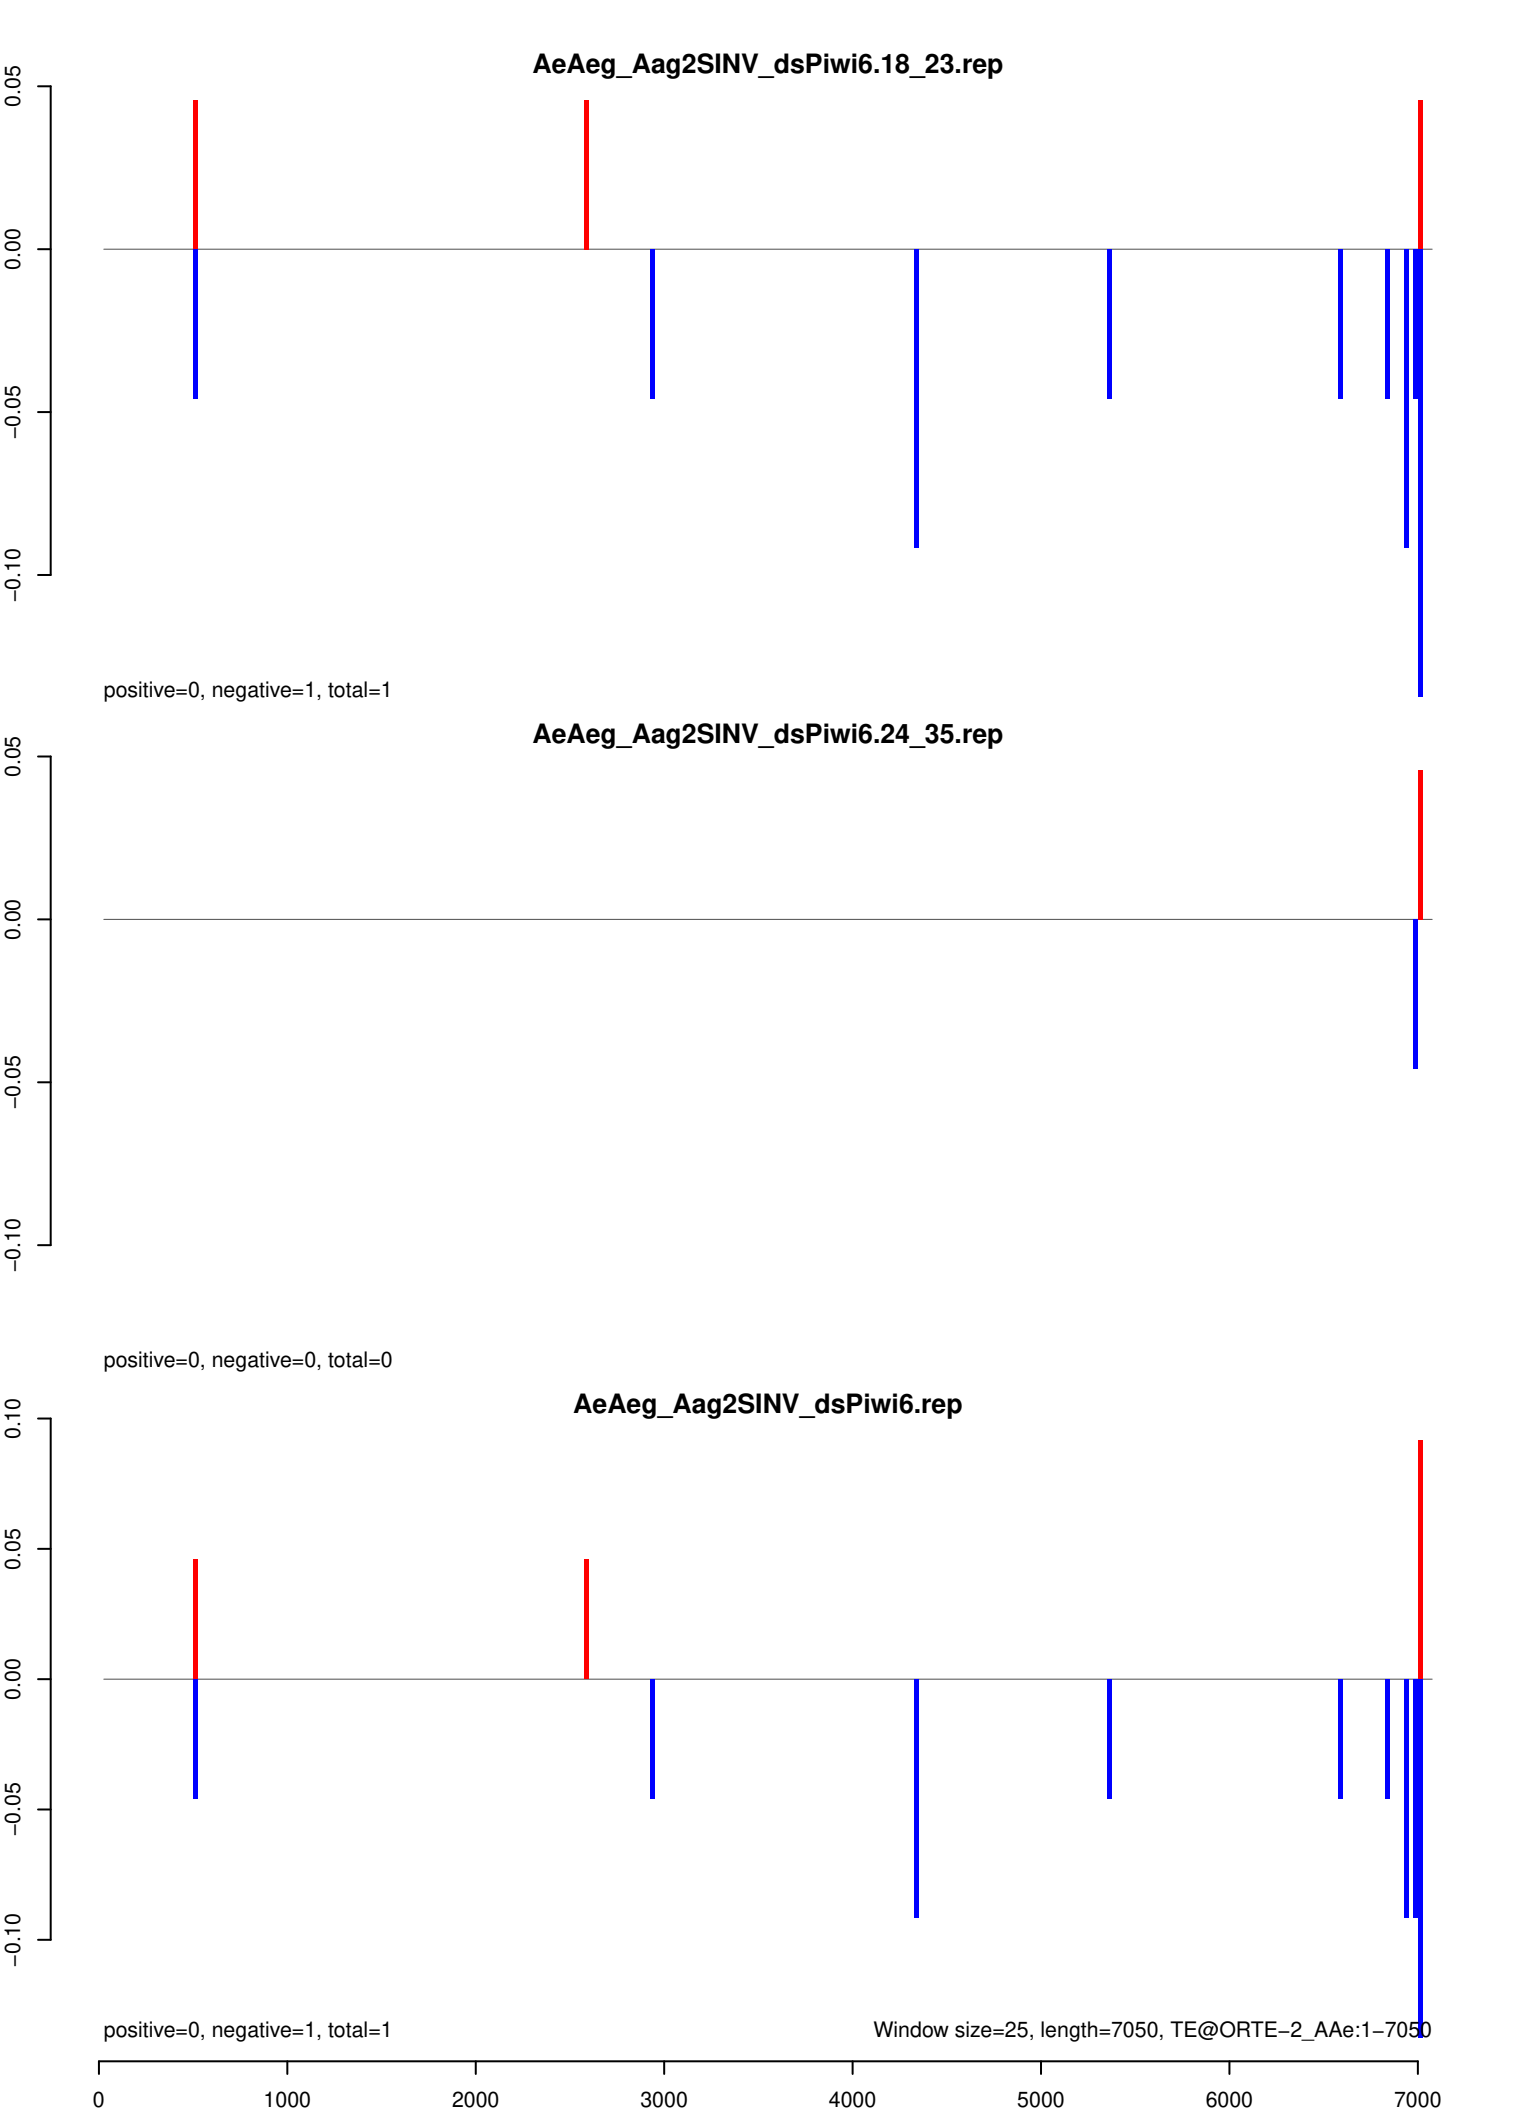 AeAeg_Aag2SINV_dsPiwi6.18_23.rep
0.05
0.00
−0.05
−0.10
positive=0, negative=1, total=1
AeAeg_Aag2SINV_dsPiwi6.24_35.rep
0.05
0.00
−0.05
−0.10
positive=0, negative=0, total=0
AeAeg_Aag2SINV_dsPiwi6.rep
0.10
0.05
0.00
−0.05
−0.10
positive=0, negative=1, total=1
Window size=25, length=7050, TE@ORTE−2_AAe:1−7050
0 1000 2000 3000 4000 5000 6000 7000